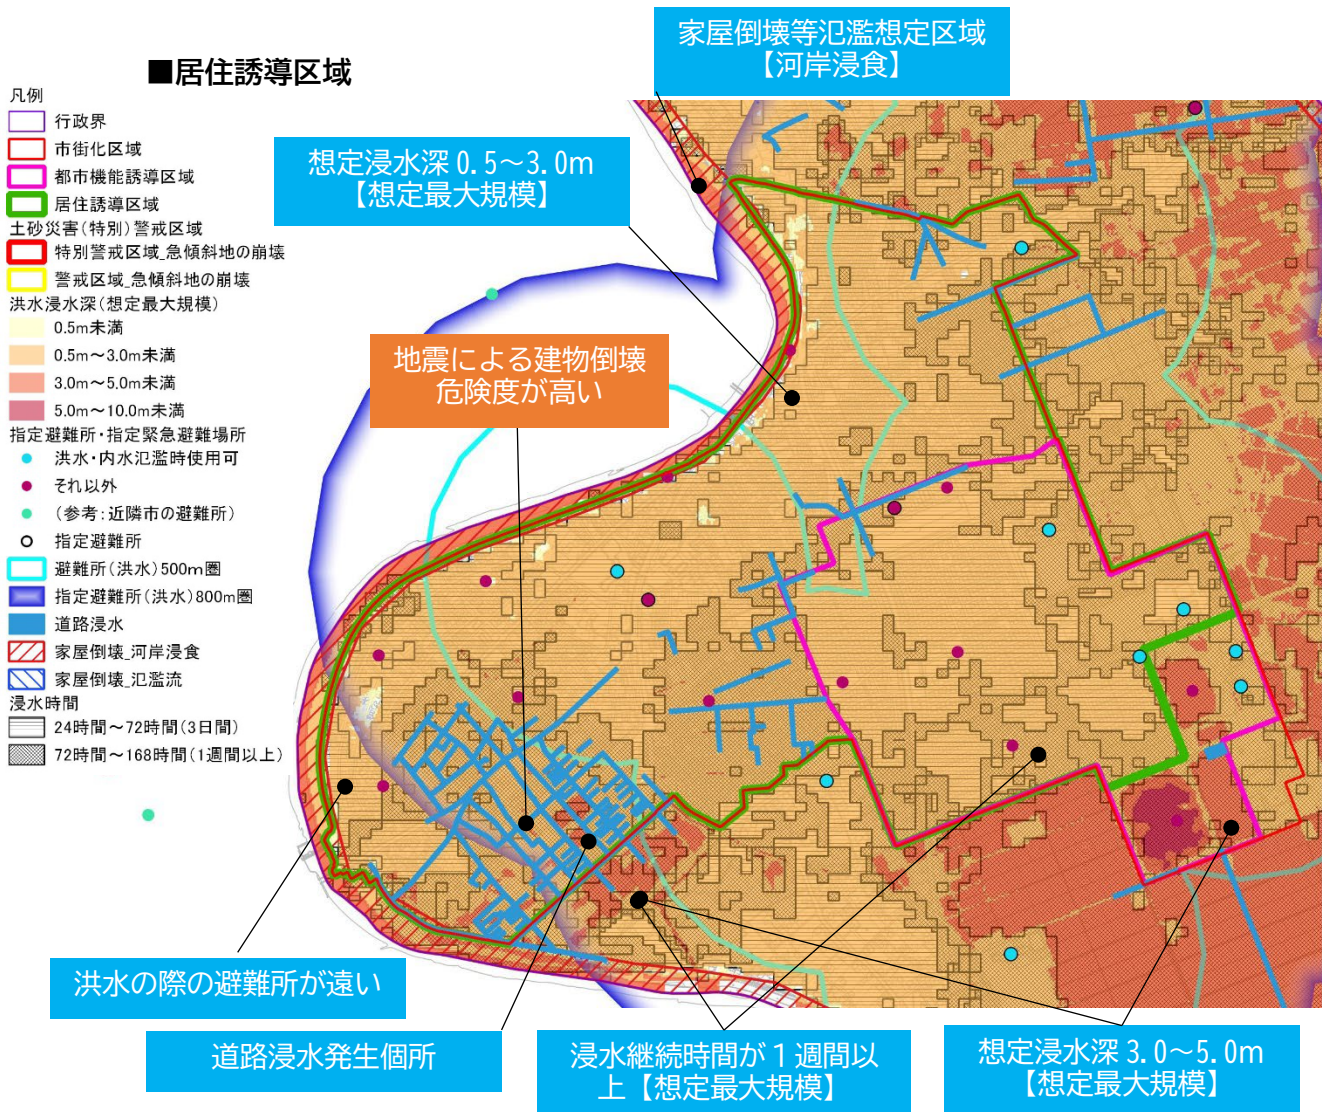 ■居住誘導区域
凡例
行政界
市街化区域
都市機能誘導区域
居住誘導区域
土砂災害(特別)警戒区域
特別警戒区域_急傾斜地の崩壊
警戒区域_急傾斜地の崩壊
洪水浸水深(想定最大規模)
0.5m未満
0.5m～3.0m未満
3.0m～5.0m未満
5.0m～10.0m未満
指定避難所・指定緊急避難場所
洪水・内水氾濫時使用可
それ以外
(参考:近隣市の避難所)
指定避難所
避難所(洪水)500m圏
指定避難所(洪水)800m圏
道路浸水
家屋倒壊_河岸浸食
家屋倒壊_氾濫流
浸水時間
24時間～72時間(3日間)
72時間～168時間(1週間以上)
家屋倒壊等氾濫想定区域
【河岸浸食】
想定浸水深 0.5～3.0m
【想定最大規模】
地震による建物倒壊
危険度が高い
洪水の際の避難所が遠い
道路浸水発生個所
浸水継続時間が１週間以
上【想定最大規模】
想定浸水深 3.0～5.0m
【想定最大規模】